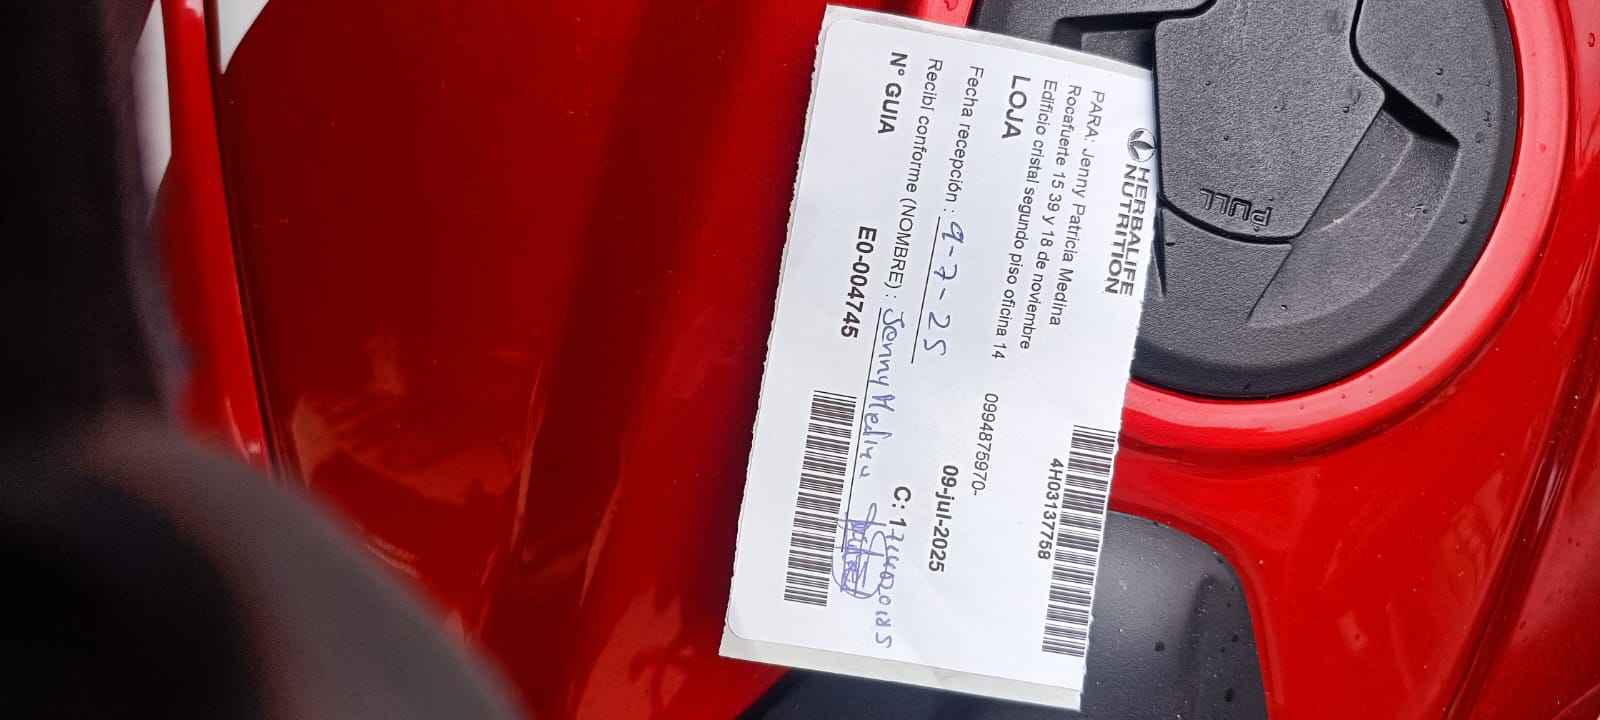 HERBALIFE
NUTRITION
4H03137758
PARA: Jenny Patricia Medina
Rocafuerte 15 39 y 18 de noviembre
Edificio cristal segundo piso oficina 14
LOJA
0994875970-
09-jul-2025
Fecha recepción : 9-7-25
Recibí conforme (NOMBRE) : Jenny Medina
C:
Nº GUIA
E0-004745
PULL